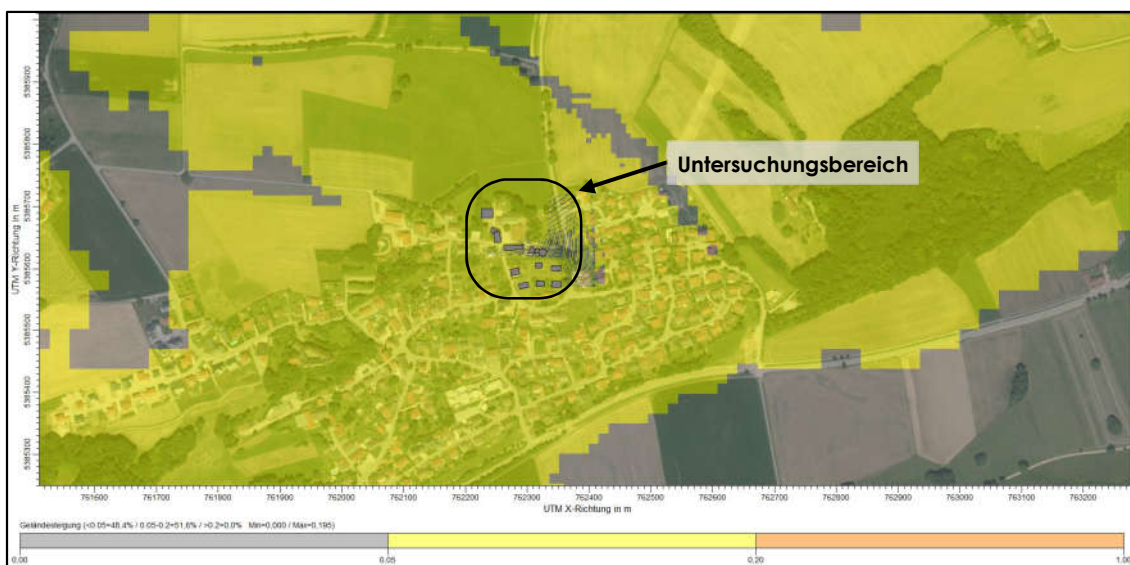 Untersuchungsbereich
UTM Y-Richtung in m
5385900
5385800
5385700
5385600
5385500
5385400
5385300
761600 761700 761800 761900 762000 762100 762200 762300 762400 762500 762600 762700 762800 762900 763000 763100 763200
UTM X-Richtung in m
Geländesteigung (<0.05=48,4% / 0.05-0.2=51,6% / >0.2=0.0% Min=0,000 / Max=0,195)
0.00 0.05 0.20 1.00